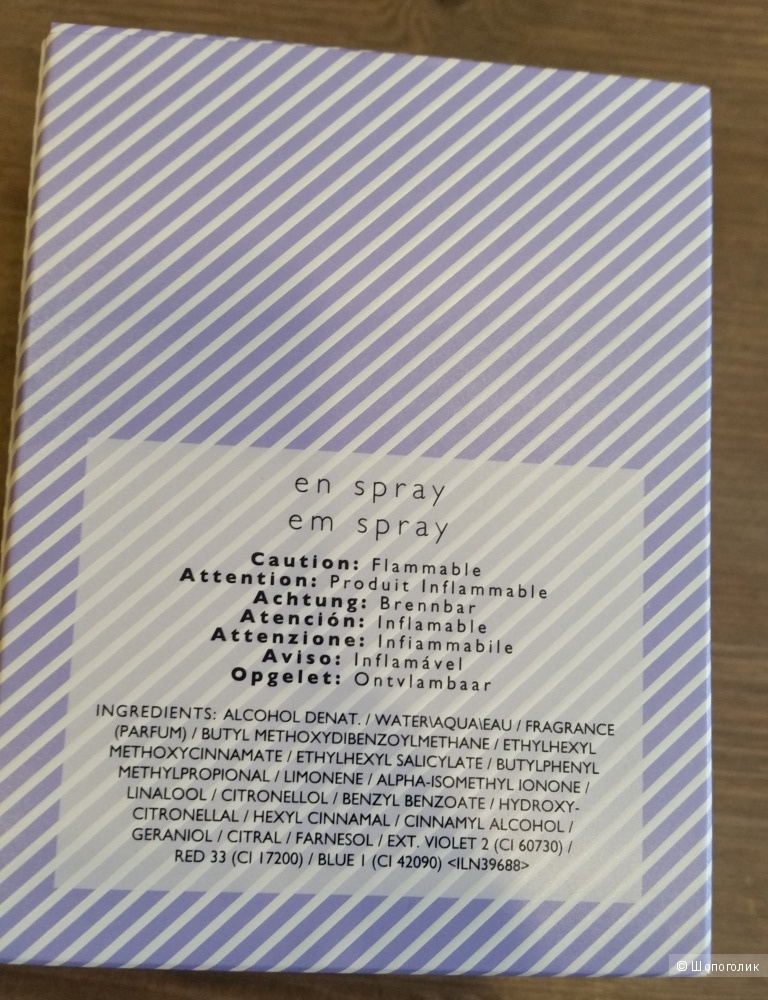 en spray
em spray
Caution: Flammable
Attention: Produit Inflammable
Achtung: Brennbar
Atención: Inflamable
Attenzione: Infiammabile
Aviso: Inflamável
Opgelet: Ontvlambaar
INGREDIENTS: ALCOHOL DENAT. / WATER\AQUA\EAU / FRAGRANCE
(PARFUM) / BUTYL METHOXYDIBENZOYLMETHANE / ETHYLHEXYL
METHOXYCINNAMATE / ETHYLHEXYL SALICYLATE / BUTYLPHENYL
METHYLPROPIONAL / LIMONENE / ALPHA-ISOMETHYL IONONE /
LINALOOL / CITRONELLOL / BENZYL BENZOATE / HYDROXY-
CITRONELLAL / HEXYL CINNAMAL / CINNAMYL ALCOHOL /
GERANIOL / CITRAL / FARNESOL / EXT. VIOLET 2 (CI 60730) /
RED 33 (CI 17200) / BLUE 1 (CI 42090) <ILN39688>
© Шопоголик